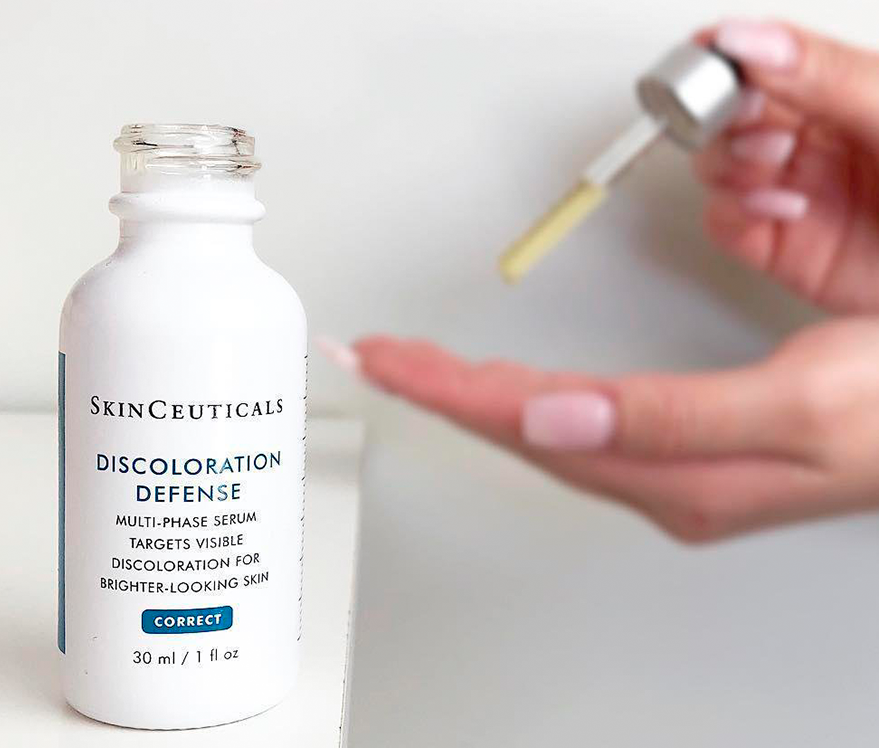 SKINCEUTICALS
DISCOLORATION
DEFENSE
MULTI-PHASE SERUM
TARGETS VISIBLE
DISCOLORATION FOR
BRIGHTER-LOOKING SKIN
CORRECT
30 ml / 1 fl oz